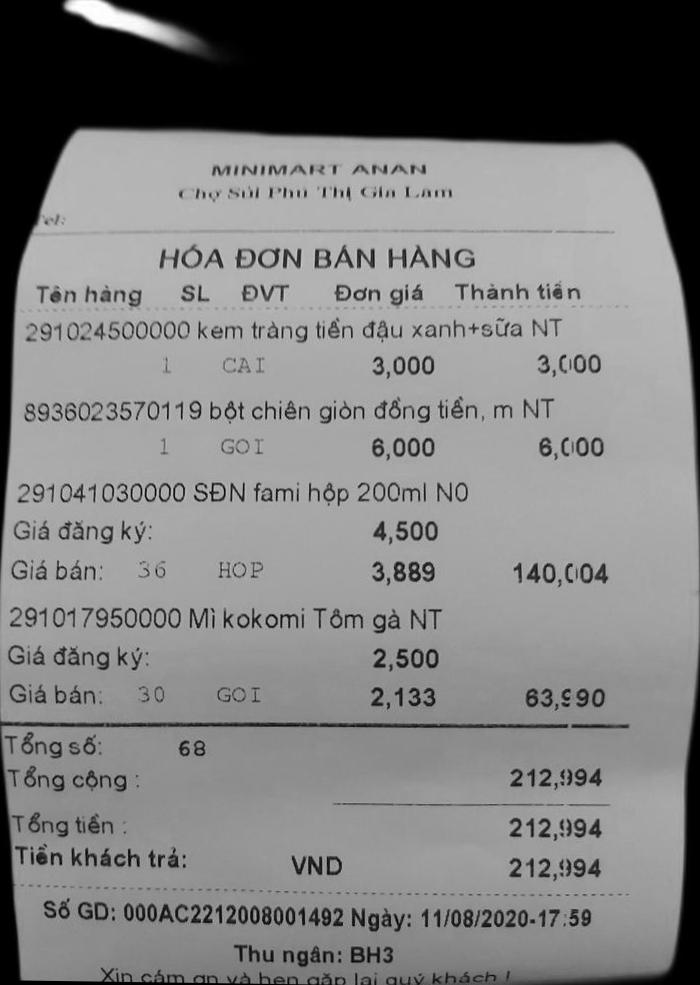 MINIMART ANAN
Chợ Sủi Phú Thị Gia Lam
Tel:
HÓA ĐƠN BÁN HÀNG
Tên hàng SL ĐVT Đơn giá Thành tiền
291024500000 kem tràng tiền đậu xanh+sữa NT
1 CAI 3,000 3,000
8936023570119 bột chiên giòn đồng tiền, m NT
1 GOI 6,000 6,000
291041030000 SĐN fami hộp 200ml N0
Giá đăng ký: 4,500
Giá bán: 36 HOP 3,889 140,004
291017950000 Mì kokomi Tôm gà NT
Giá đăng ký: 2,500
Giá bán: 30 GOI 2,133 63,990
Tổng số: 68
Tổng cộng : 212,994
Tổng tiền : 212,994
Tiền khách trả: VND 212,994
Số GD: 000AC2212008001492 Ngày: 11/08/2020-17:59
Thu ngân: BH3
Xin cám ơn và hẹn gặp lại quý khách !